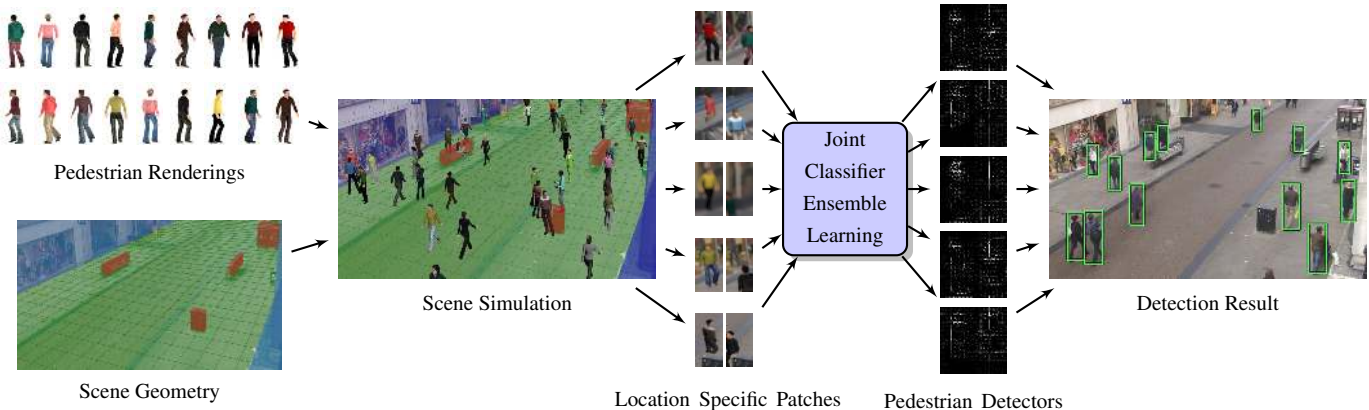 Pedestrian Renderings
Scene Geometry
Scene Simulation
Location Specific Patches
Joint
Classifier
Ensemble
Learning
Pedestrian Detectors
Detection Result